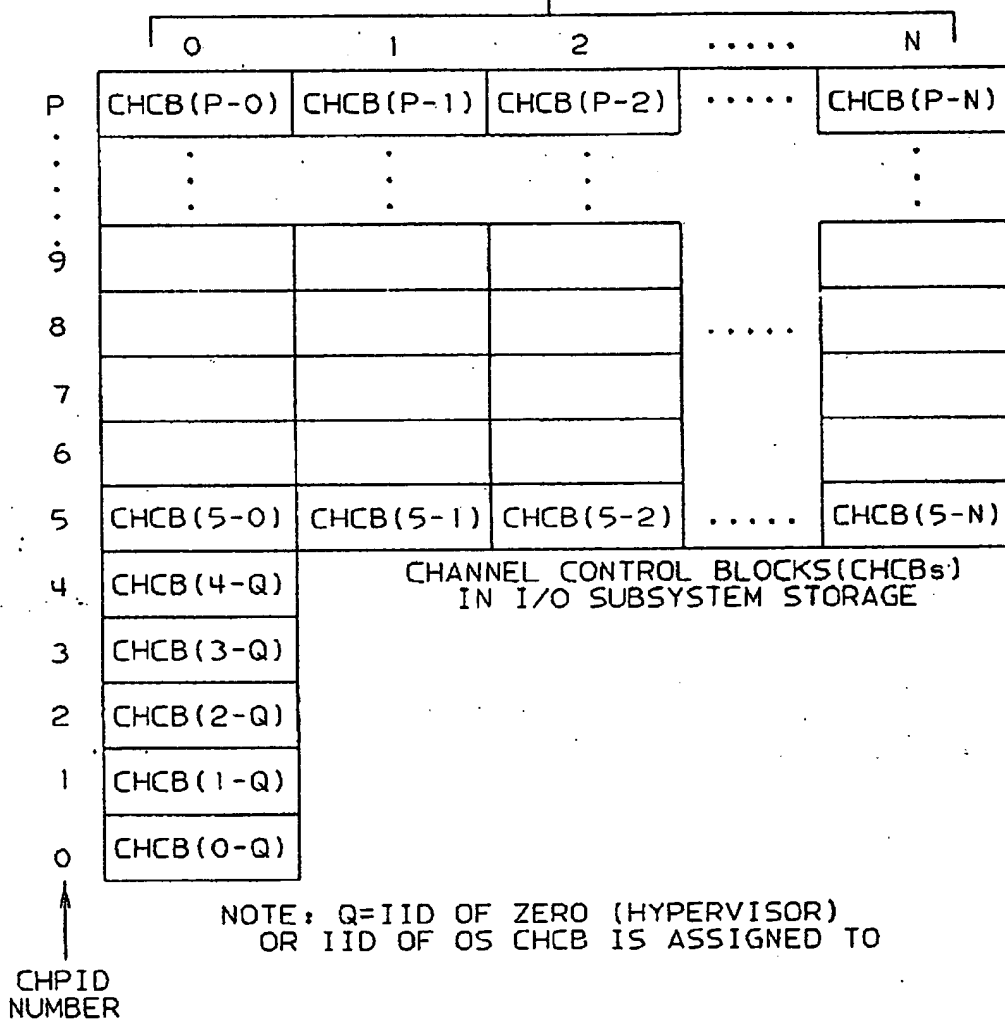 0 1 2 ..... N
P CHCB(P-0) CHCB(P-1) CHCB(P-2) ..... CHCB(P-N)
9
8 .....
7
6
5 CHCB(5-0) CHCB(5-1) CHCB(5-2) ..... CHCB(5-N)
4 CHCB(4-Q)
CHANNEL CONTROL BLOCKS(CHCBs)
IN I/O SUBSYSTEM STORAGE
3 CHCB(3-Q)
2 CHCB(2-Q)
1 CHCB(1-Q)
0 CHCB(0-Q)
NOTE: Q=IID OF ZERO (HYPERVISOR)
OR IID OF OS CHCB IS ASSIGNED TO
CHPID
NUMBER